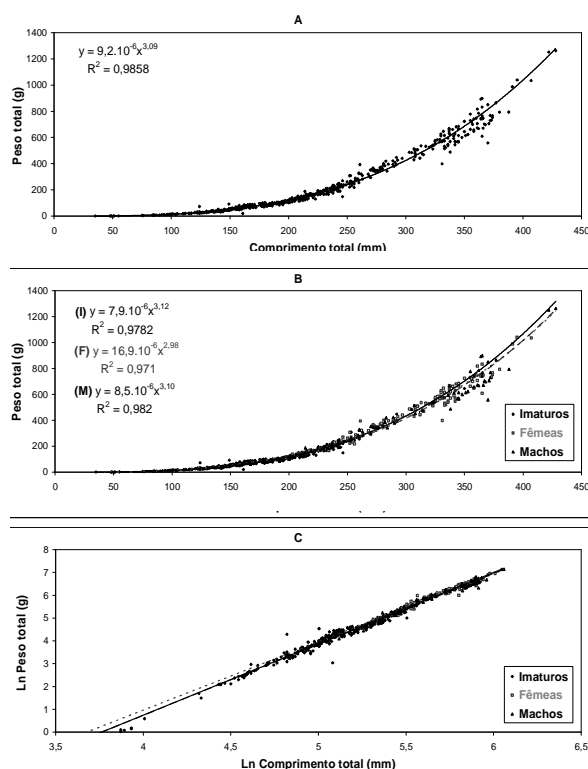 A
y = 9,2.10⁻⁶x³,⁰⁹
R² = 0,9858
Peso total (g)
1400
1200
1000
800
600
400
200
0
0 50 100 150 200 250 300 350 400 450
Comprimento total (mm)
B
(I) y = 7,9.10⁻⁶x³,¹²
R² = 0,9782
(F) y = 16,9.10⁻⁶x²,⁹⁸
R² = 0,971
(M) y = 8,5.10⁻⁶x³,¹⁰
R² = 0,982
Peso total (g)
1400
1200
1000
800
600
400
200
0
Imaturos
Fêmeas
Machos
0 50 100 150 200 250 300 350 400 450
C
Ln Peso total (g)
8
7
6
5
4
3
2
1
0
Imaturos
Fêmeas
Machos
3,5 4 4,5 5 5,5 6 6,5
Ln Comprimento total (mm)